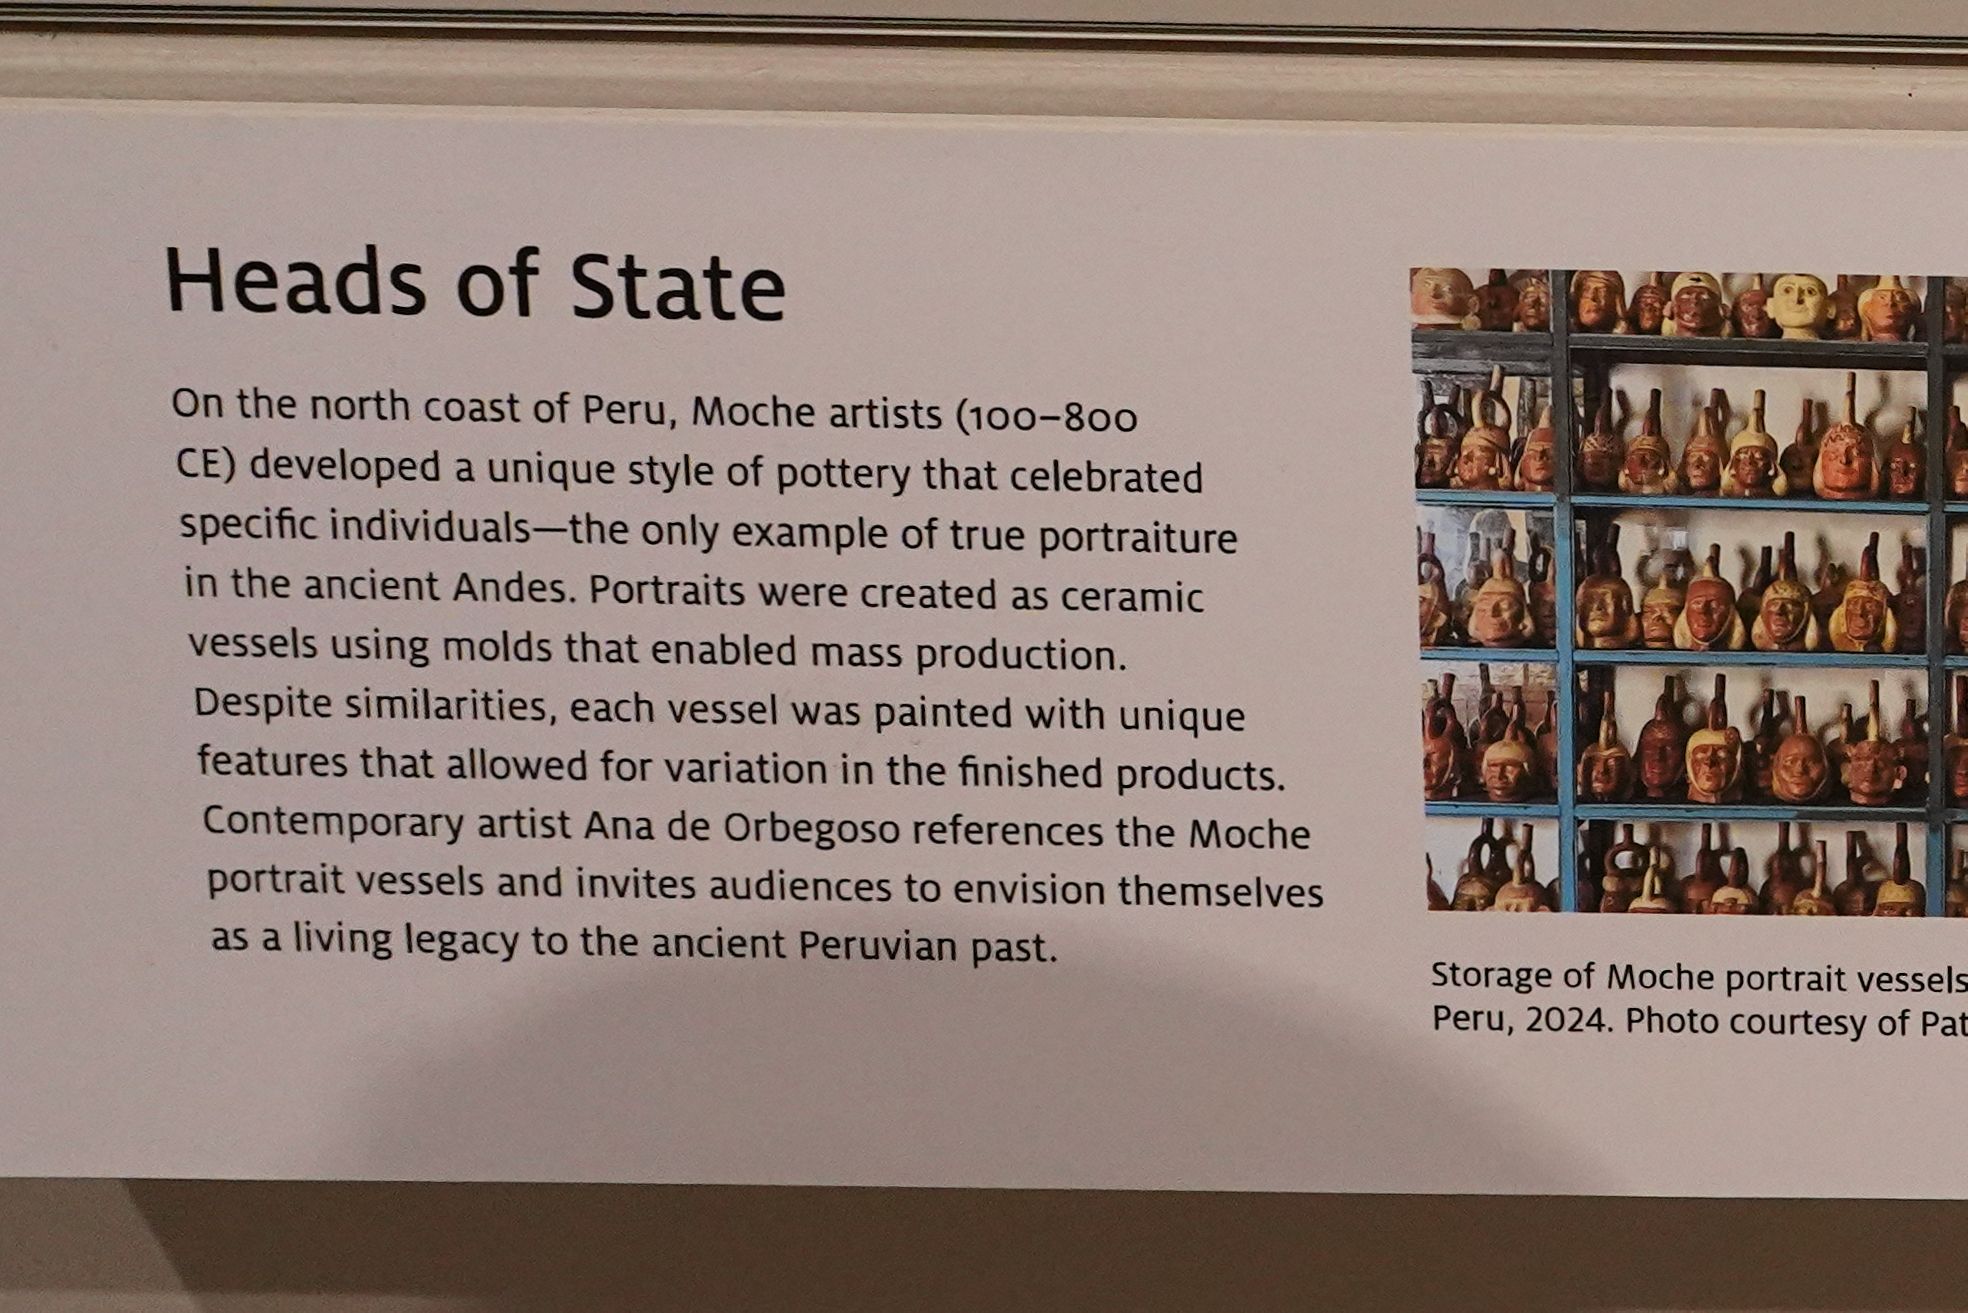 Heads of State
On the north coast of Peru, Moche artists (100–800
CE) developed a unique style of pottery that celebrated
specific individuals—the only example of true portraiture
in the ancient Andes. Portraits were created as ceramic
vessels using molds that enabled mass production.
Despite similarities, each vessel was painted with unique
features that allowed for variation in the finished products.
Contemporary artist Ana de Orbegoso references the Moche
portrait vessels and invites audiences to envision themselves
as a living legacy to the ancient Peruvian past.
Storage of Moche portrait vessels
Peru, 2024. Photo courtesy of Pat